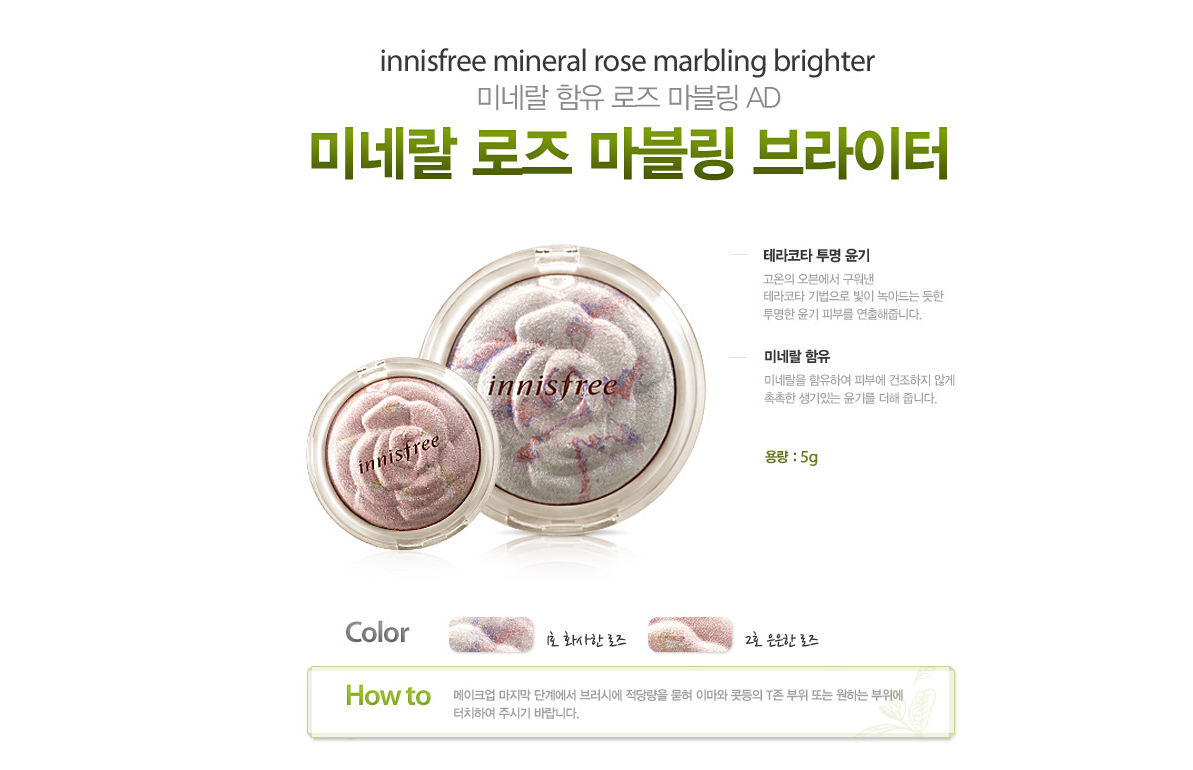 innisfree mineral rose marbling brighter
미네랄 함유 로즈 마블링 AD
미네랄 로즈 마블링 브라이터
테라코타 투명 윤기
고온의 오븐에서 구워낸
테라코타 기법으로 빛이 녹아드는 듯한
투명한 윤기 피부를 연출해줍니다.
innisfree
미네랄 함유
미네랄을 함유하여 피부에 건조하지 않게
촉촉한 생기있는 윤기를 더해 줍니다.
innisfree
용량 : 5g
Color
1호 화사한 로즈
2호 은은한 로즈
How to
메이크업 마지막 단계에서 브러시에 적당량을 묻혀 이마와 콧등의 T존 부위 또는 원하는 부위에
터치하여 주시기 바랍니다.